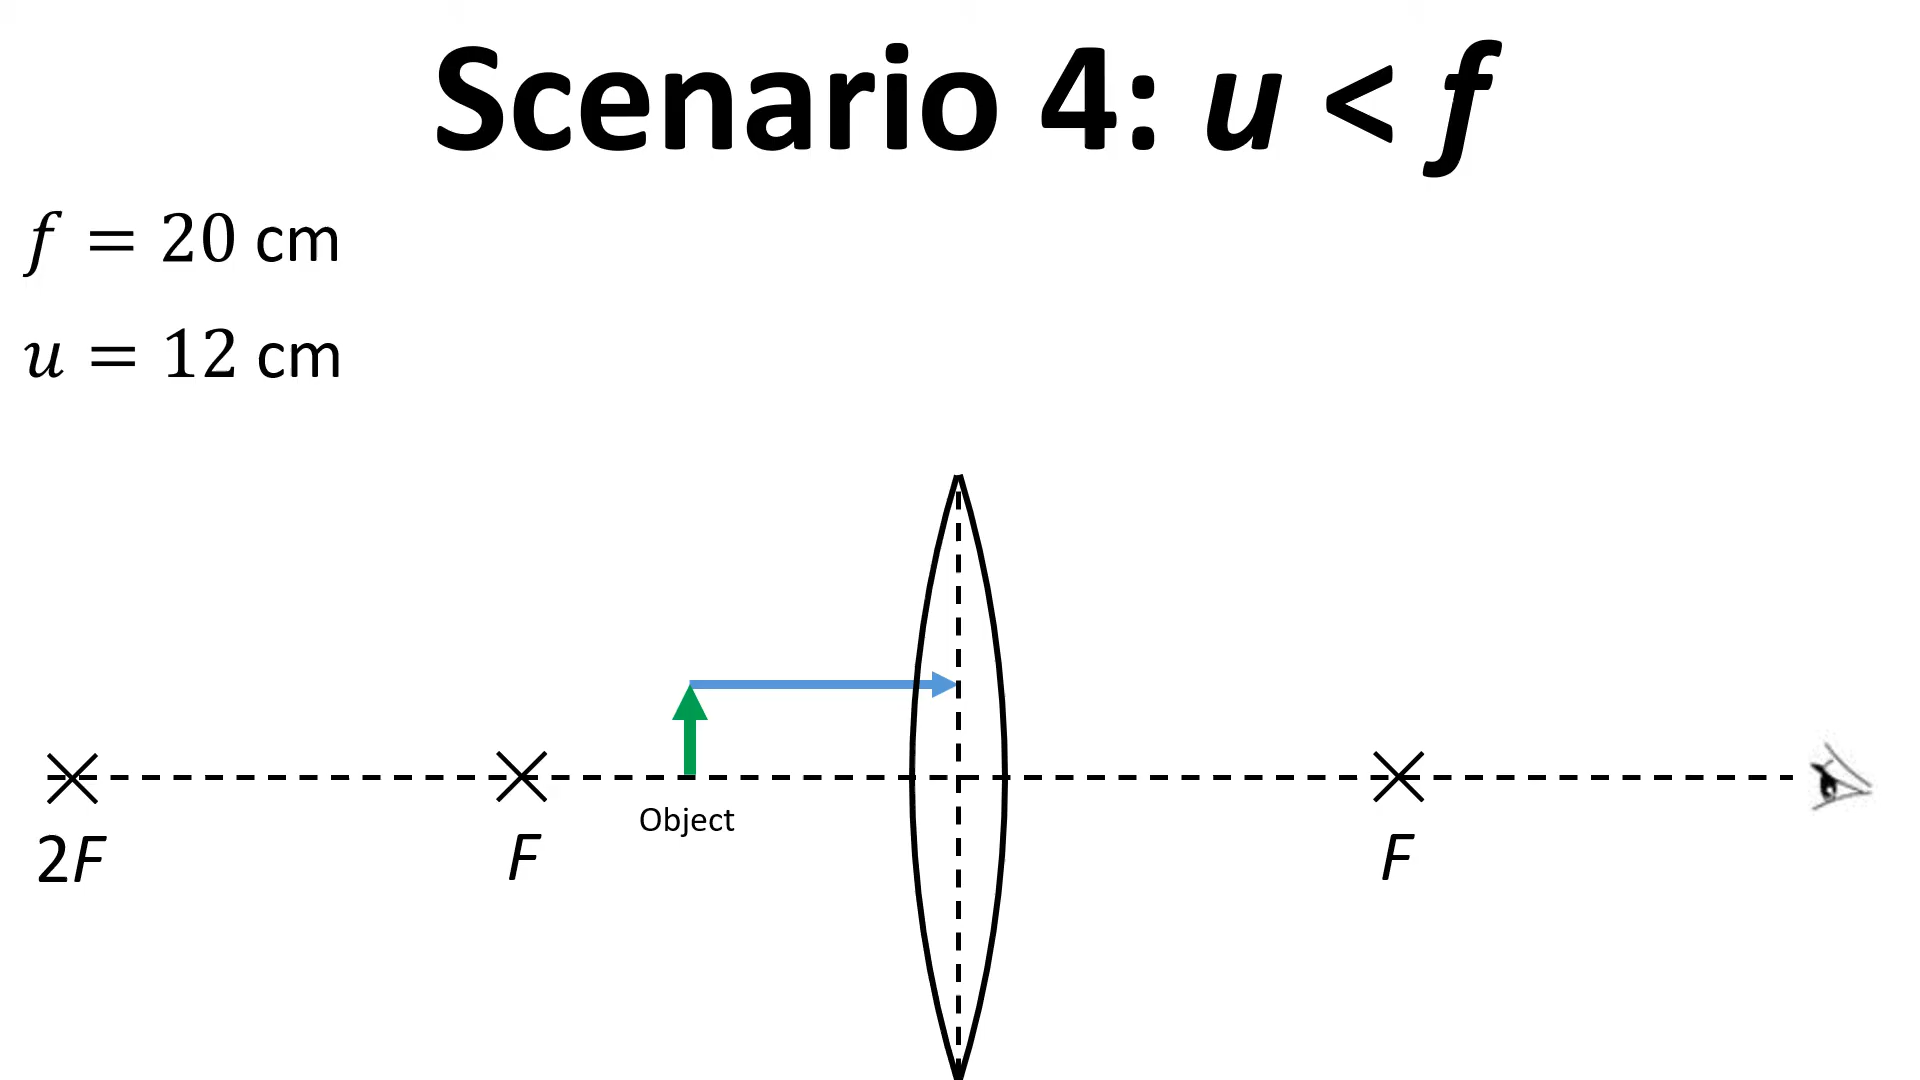 Scenario 4: u < f
f = 20 cm
u = 12 cm
Object
2F
F
F